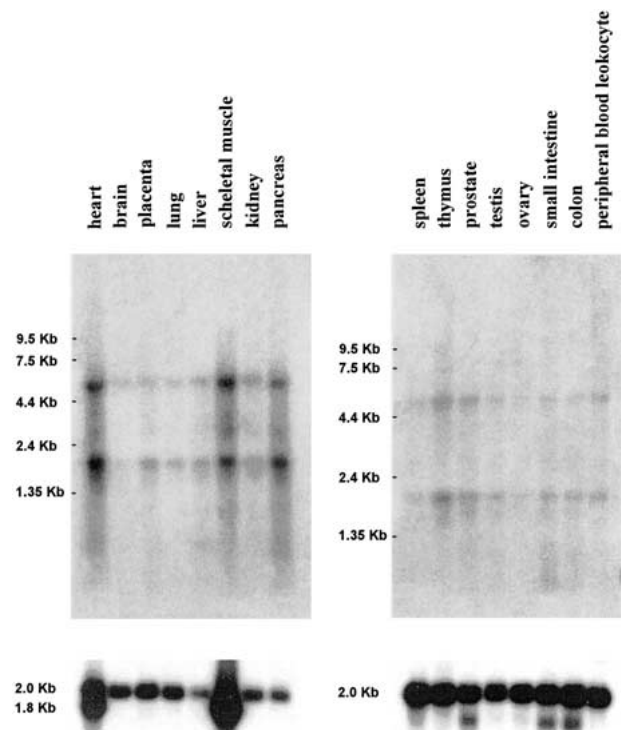 heart
brain
placenta
lung
liver
scheletal muscle
kidney
pancreas
9.5 Kb
7.5 Kb
4.4 Kb
2.4 Kb
1.35 Kb
2.0 Kb
1.8 Kb
spleen
thymus
prostate
testis
ovary
small intestine
colon
peripheral blood leokocyte
9.5 Kb
7.5 Kb
4.4 Kb
2.4 Kb
1.35 Kb
2.0 Kb